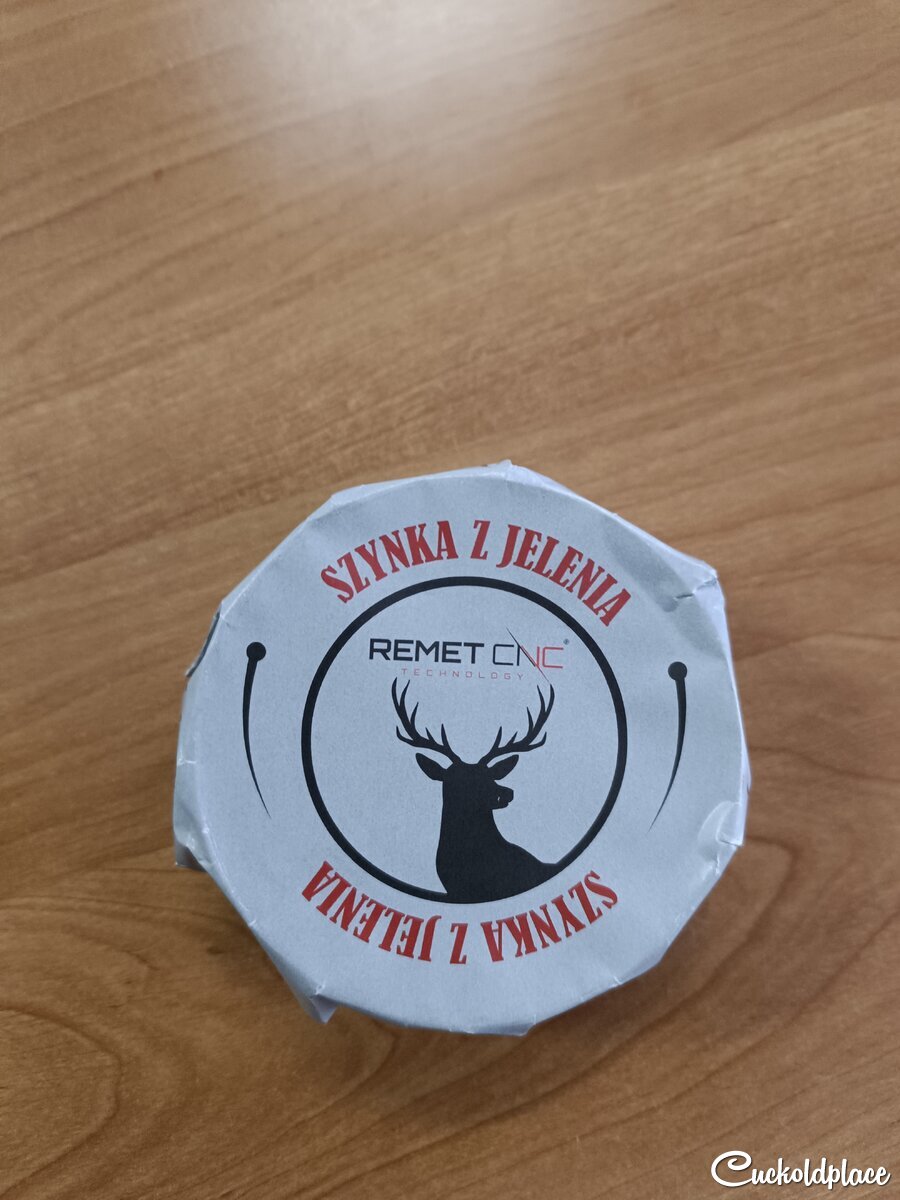 SZYNKA Z JELENIA
REMET CNC®
TECHNOLOGY
SZYNKA Z JELENIA
Cuckoldplace